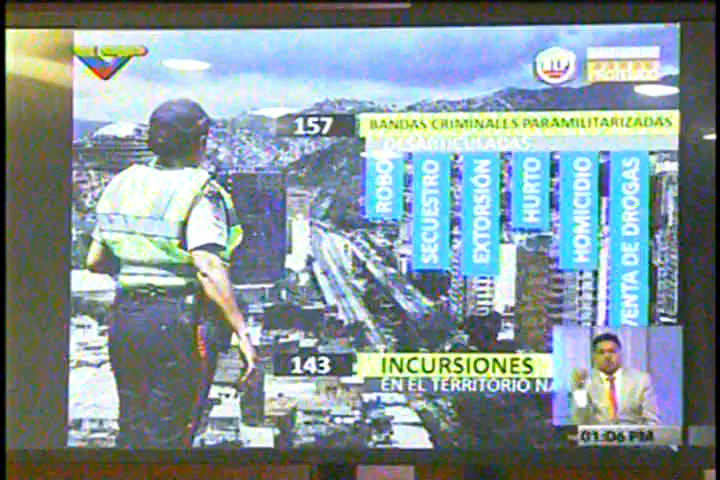 157
BANDAS CRIMINALES PARAMILITARIZADAS
DESARTICULADAS
ROBO
SECUESTRO
EXTORSIÓN
HURTO
HOMICIDIO
VENTA DE DROGAS
143
INCURSIONES
EN EL TERRITORIO NA
01:06 PM